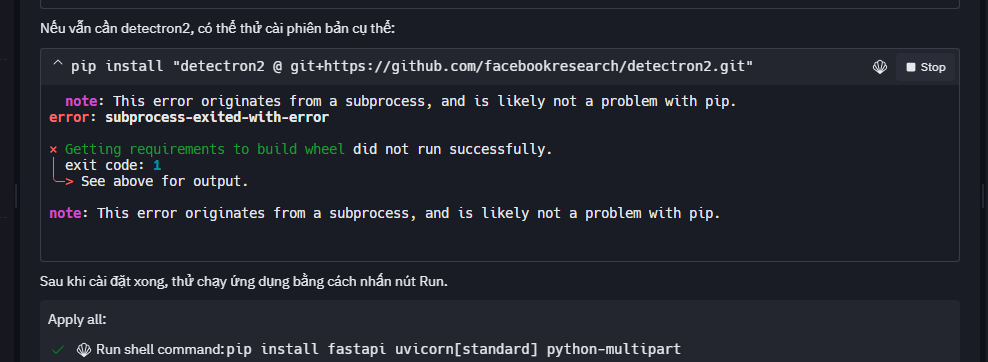 Nếu vẫn cần detectron2, có thể thử cài phiên bản cụ thể:
^ pip install "detectron2 @ git+https://github.com/facebookresearch/detectron2.git" Stop
note: This error originates from a subprocess, and is likely not a problem with pip.
error: subprocess-exited-with-error
× Getting requirements to build wheel did not run successfully.
│ exit code: 1
╰─> See above for output.
note: This error originates from a subprocess, and is likely not a problem with pip.
Sau khi cài đặt xong, thử chạy ứng dụng bằng cách nhấn nút Run.
Apply all:
Run shell command: pip install fastapi uvicorn[standard] python-multipart